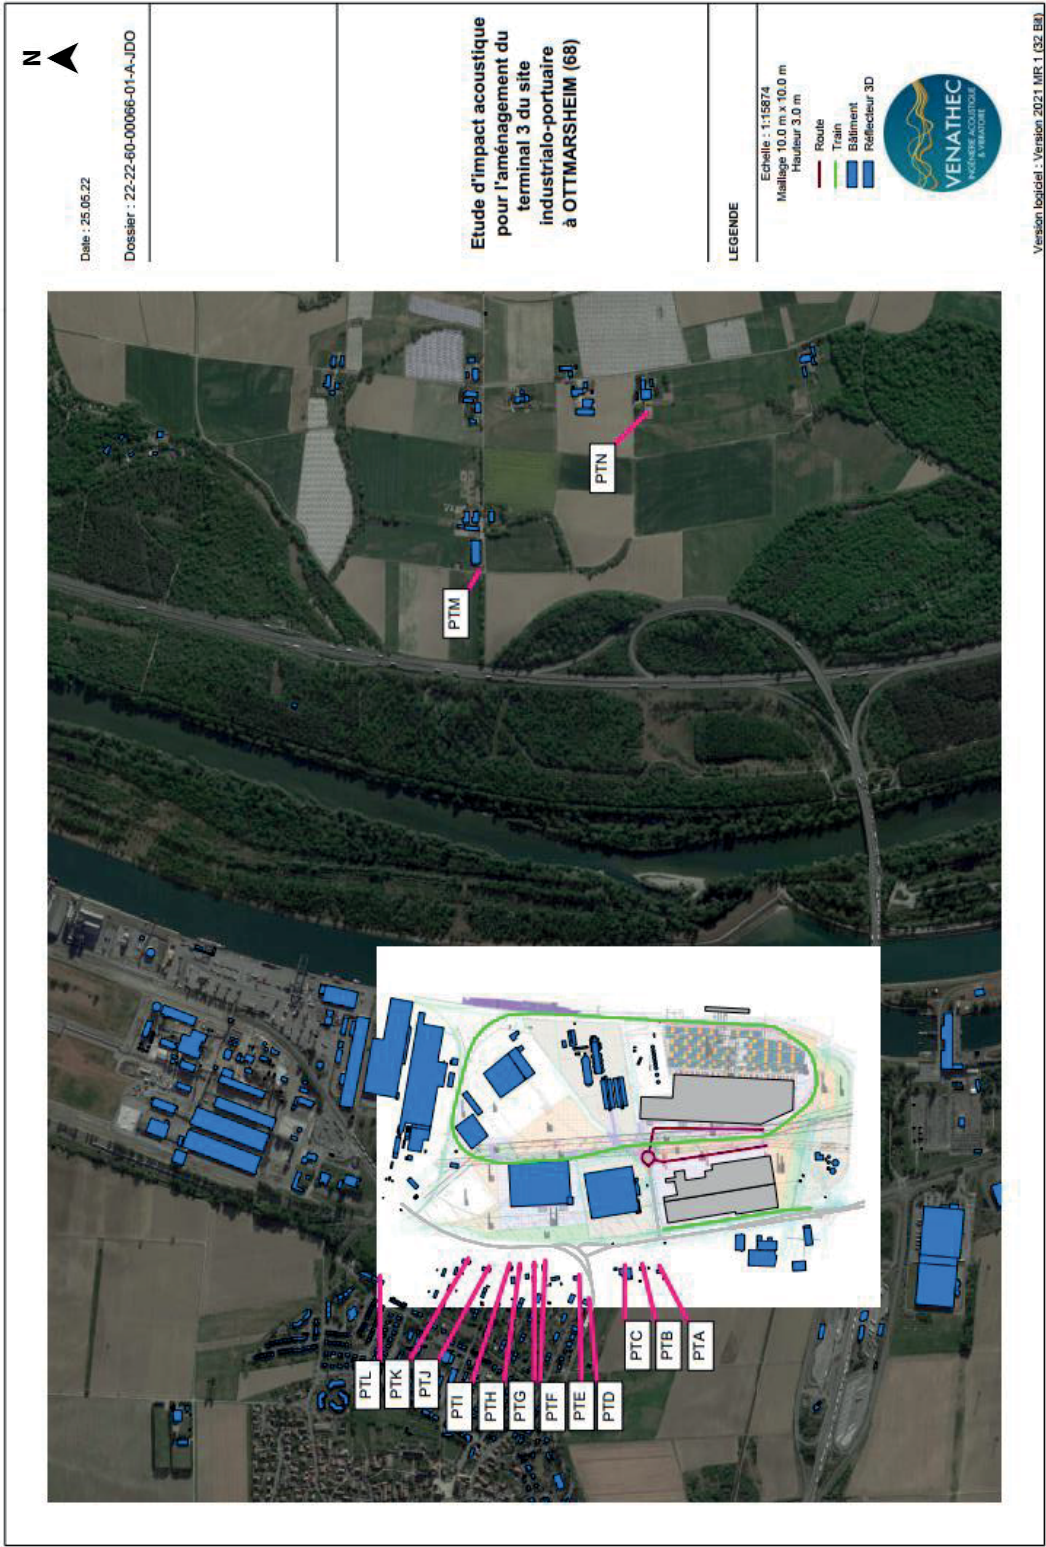 N
Date : 25.05.22
Dossier : 22-22-60-00066-01-A-JDO
Etude d'impact acoustique
pour l'aménagement du
terminal 3 du site
industrialo-portuaire
à OTTMARSHEIM (68)
LEGENDE
Echelle : 1:15874
Maillage 10.0 m x 10.0 m
Hauteur 3.0 m
Route
Train
Bâtiment
Réflecteur 3D
VENATHEC
INGÉNIERIE ACOUSTIQUE
& VIBRATOIRE
Version logiciel : Version 2021 MR 1 (32 Bit)
PTM
PTN
PTL
PTK
PTJ
PTI
PTH
PTG
PTF
PTE
PTD
PTC
PTB
PTA